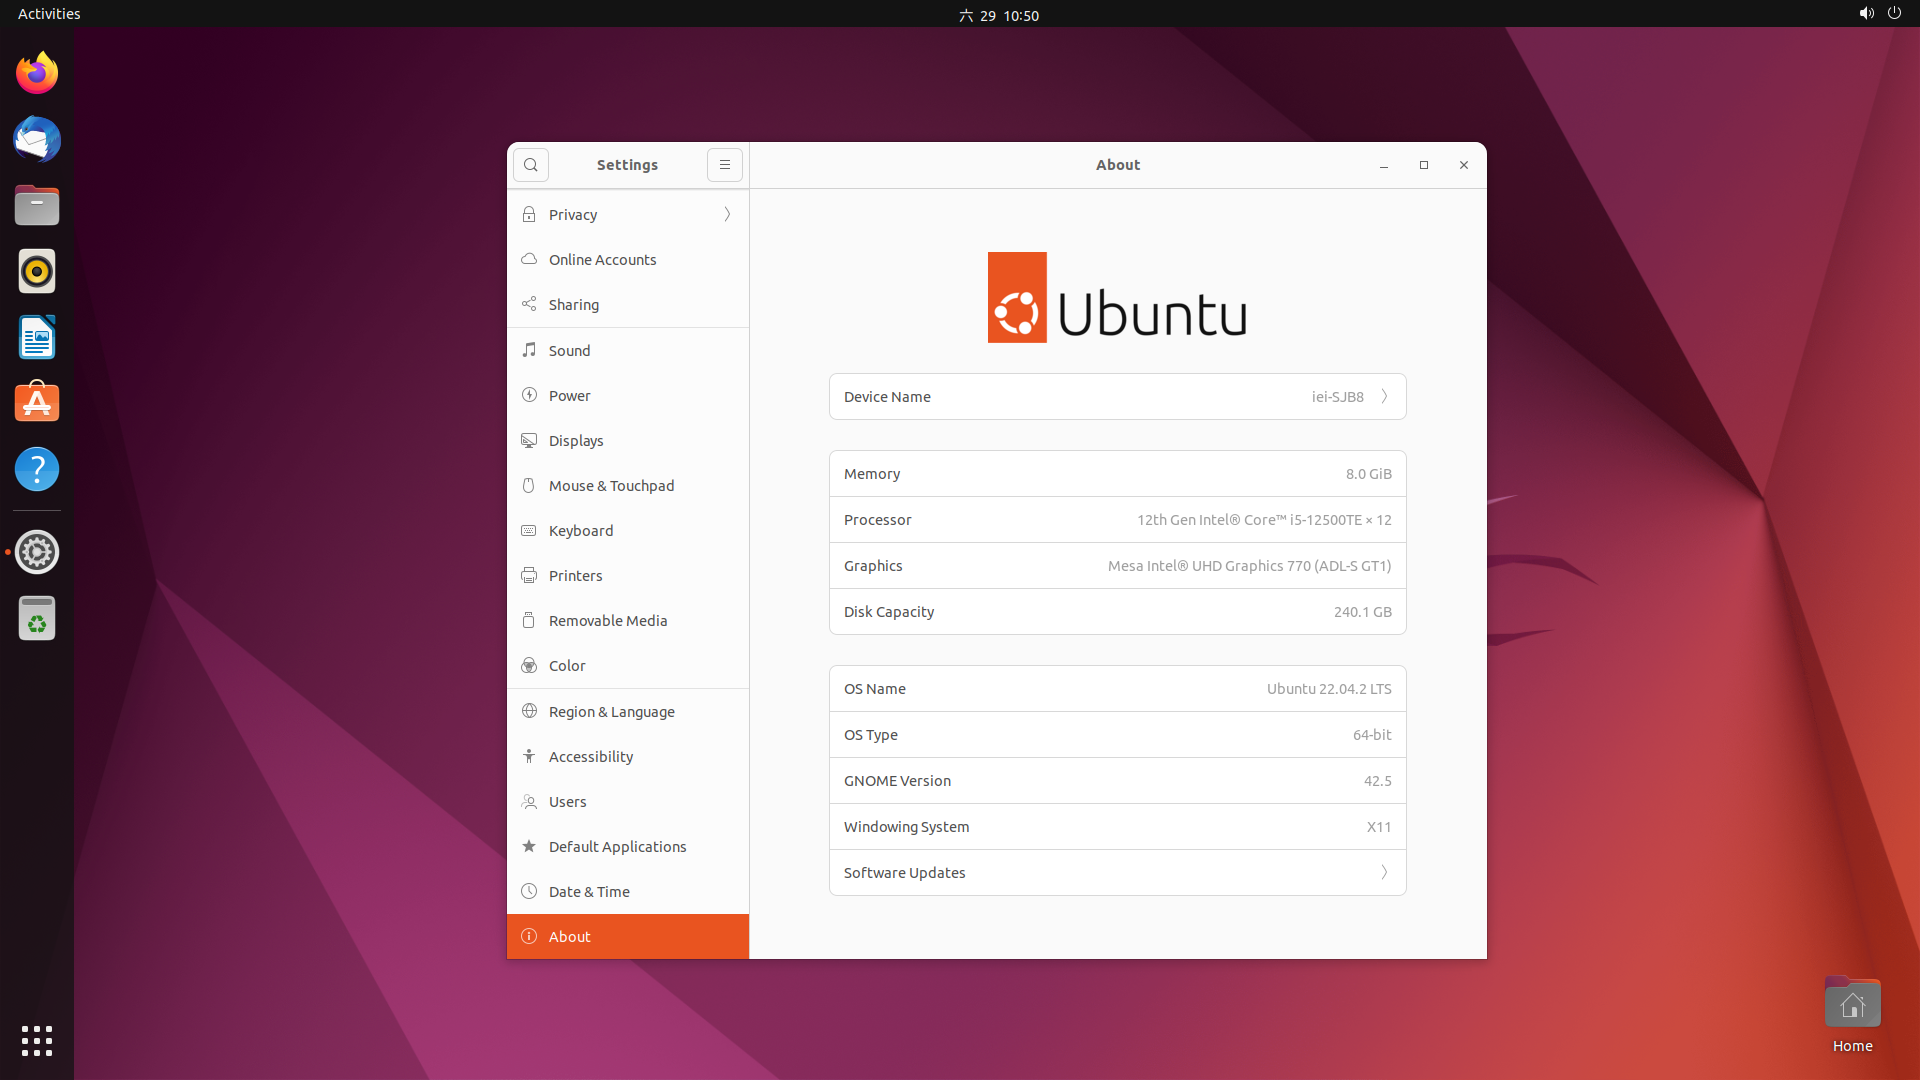 Activities
六 29 10:50
Settings
About
Privacy
Online Accounts
Sharing
Sound
Power
Displays
Mouse & Touchpad
Keyboard
Printers
Removable Media
Color
Region & Language
Accessibility
Users
Default Applications
Date & Time
About
Ubuntu
Device Name iei-SJB8
Memory 8.0 GiB
Processor 12th Gen Intel® Core™ i5-12500TE × 12
Graphics Mesa Intel® UHD Graphics 770 (ADL-S GT1)
Disk Capacity 240.1 GB
OS Name Ubuntu 22.04.2 LTS
OS Type 64-bit
GNOME Version 42.5
Windowing System X11
Software Updates
Home